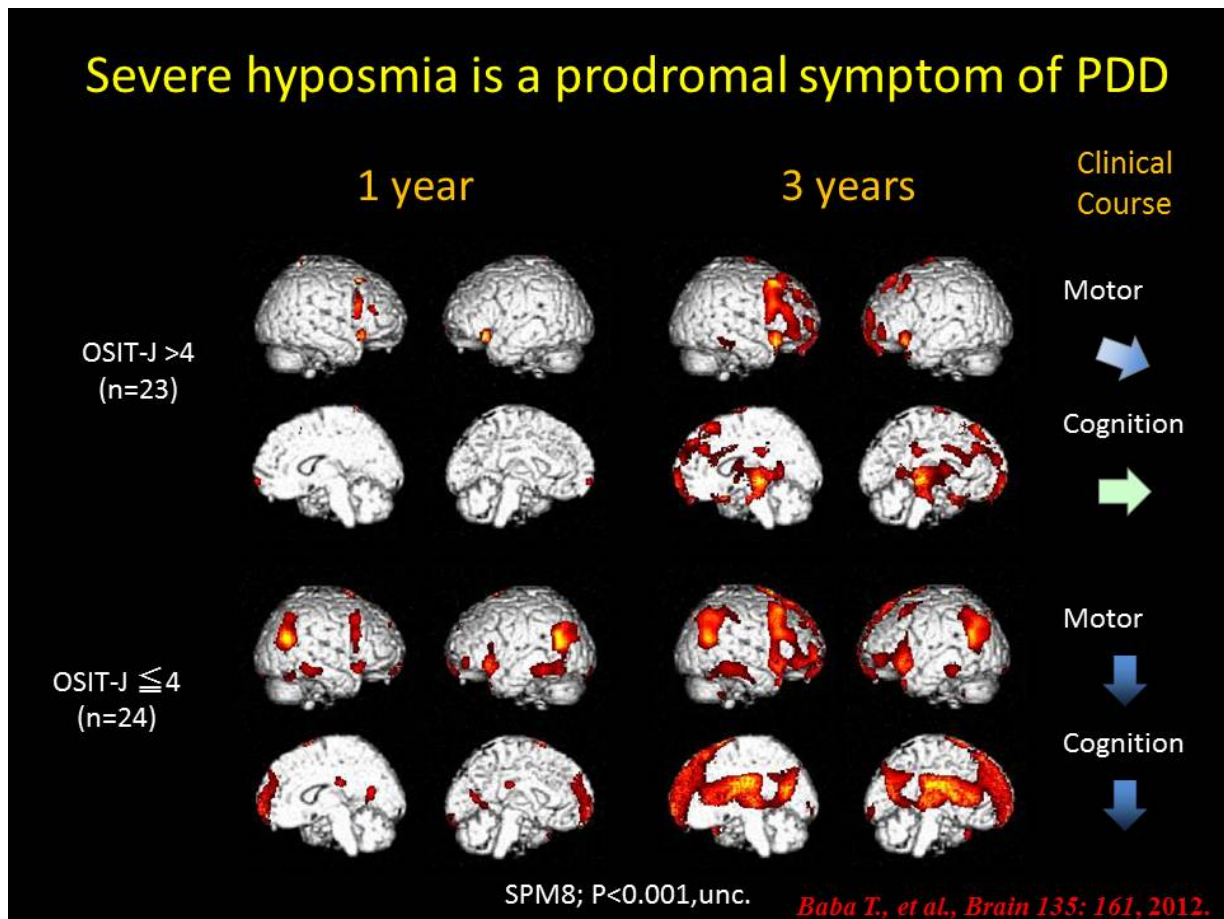 Severe hyposmia is a prodromal symptom of PDD
1 year
3 years
Clinical
Course
OSIT-J >4
(n=23)
Motor
Cognition
OSIT-J ≦4
(n=24)
Motor
Cognition
SPM8; P<0.001,unc.
Baba T., et al., Brain 135: 161, 2012.